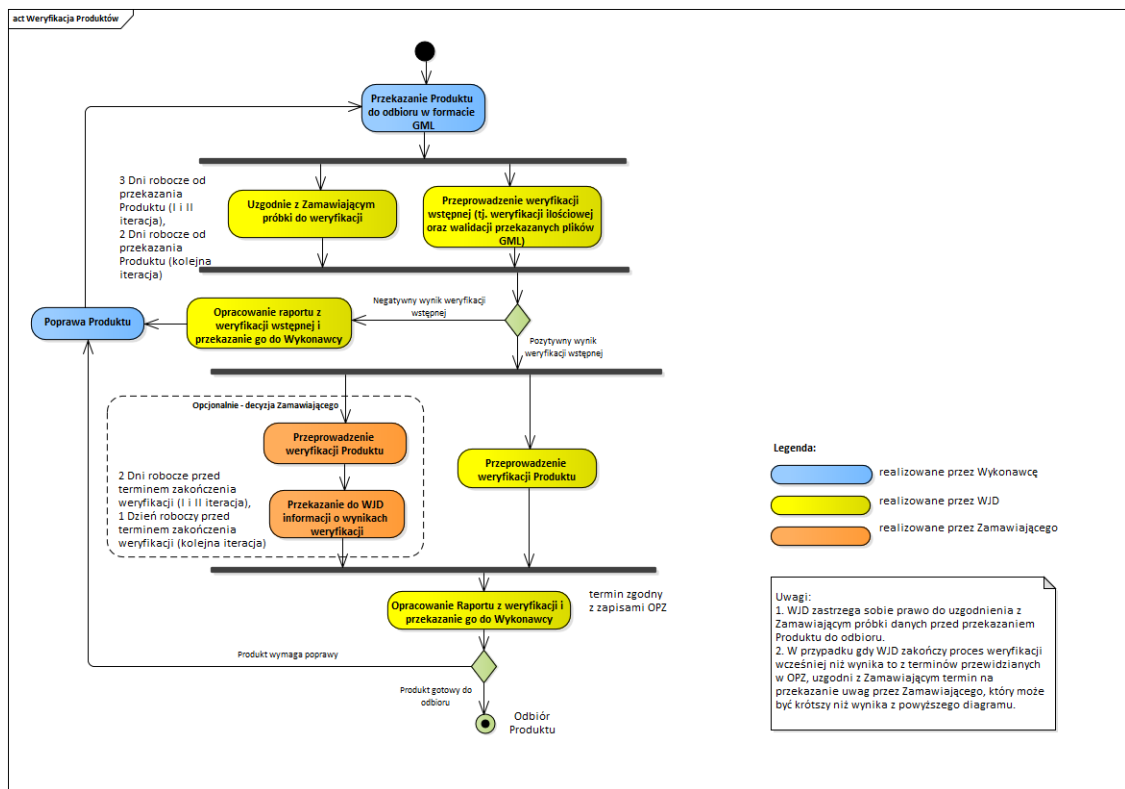 act Weryfikacja Produktów
Przekazanie Produktu
do odbioru w formacie
GML
3 Dni robocze od
przekazania
Produktu (I i II
iteracja),
2 Dni robocze od
przekazania
Produktu (kolejna
iteracja)
Uzgodnie z Zamawiającym
próbki do weryfikacji
Przeprowadzenie weryfikacji
wstępnej (tj. weryfikacji ilościowej
oraz walidacji przekazanych plików
GML)
Negatywny wynik weryfikacji
wstępnej
Poprawa Produktu
Opracowanie raportu z
weryfikacji wstępnej i
przekazanie go do Wykonawcy
Pozytywny wynik
weryfikacji wstępnej
Opcjonalnie - decyzja Zamawiającego
Przeprowadzenie
weryfikacji Produktu
2 Dni robocze przed
terminem zakończenia
weryfikacji (I i II iteracja),
1 Dzień roboczy przed
terminem zakończenia
weryfikacji (kolejna iteracja)
Przekazanie do WJD
informacji o wynikach
weryfikacji
Przeprowadzenie
weryfikacji Produktu
Opracowanie Raportu z weryfikacji i
przekazanie go do Wykonawcy
termin zgodny
z zapisami OPZ
Produkt wymaga poprawy
Produkt gotowy do
odbioru
Odbiór
Produktu
Legenda:
realizowane przez Wykonawcę
realizowane przez WJD
realizowane przez Zamawiającego
Uwagi:
1. WJD zastrzega sobie prawo do uzgodnienia z
Zamawiającym próbki danych przed przekazaniem
Produktu do odbioru.
2. W przypadku gdy WJD zakończy proces weryfikacji
wcześniej niż wynika to z terminów przewidzianych
w OPZ, uzgodni z Zamawiającym termin na
przekazanie uwag przez Zamawiającego, który może
być krótszy niż wynika z powyższego diagramu.